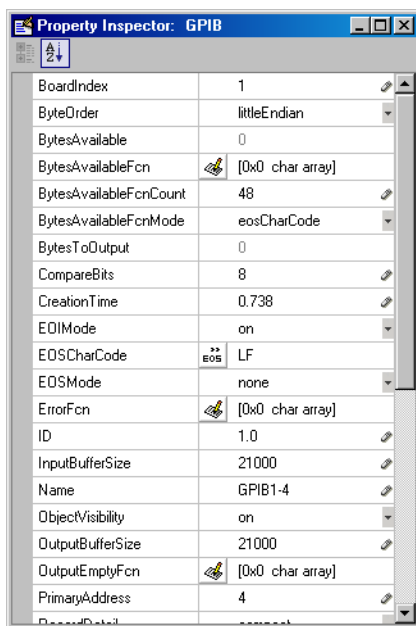 Property Inspector: GPIB
BoardIndex 1
ByteOrder littleEndian
BytesAvailable 0
BytesAvailableFcn [0x0 char array]
BytesAvailableFcnCount 48
BytesAvailableFcnMode eosCharCode
BytesToOutput 0
CompareBits 8
CreationTime 0.738
EOIMode on
EOSCharCode EOS LF
EOSMode none
ErrorFcn [0x0 char array]
ID 1.0
InputBufferSize 21000
Name GPIB1-4
ObjectVisibility on
OutputBufferSize 21000
OutputEmptyFcn [0x0 char array]
PrimaryAddress 4